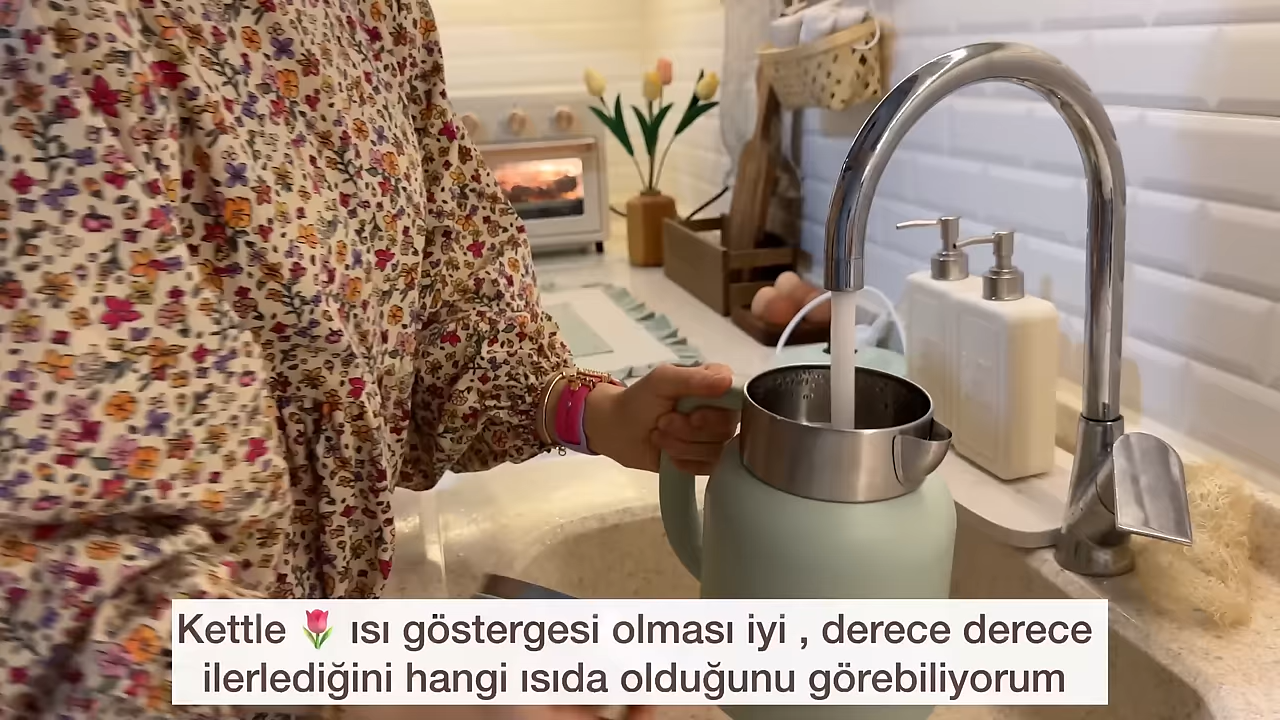 Kettle 🌷 ısı göstergesi olması iyi , derece derece
ilerlediğini hangi ısıda olduğunu görebiliyorum